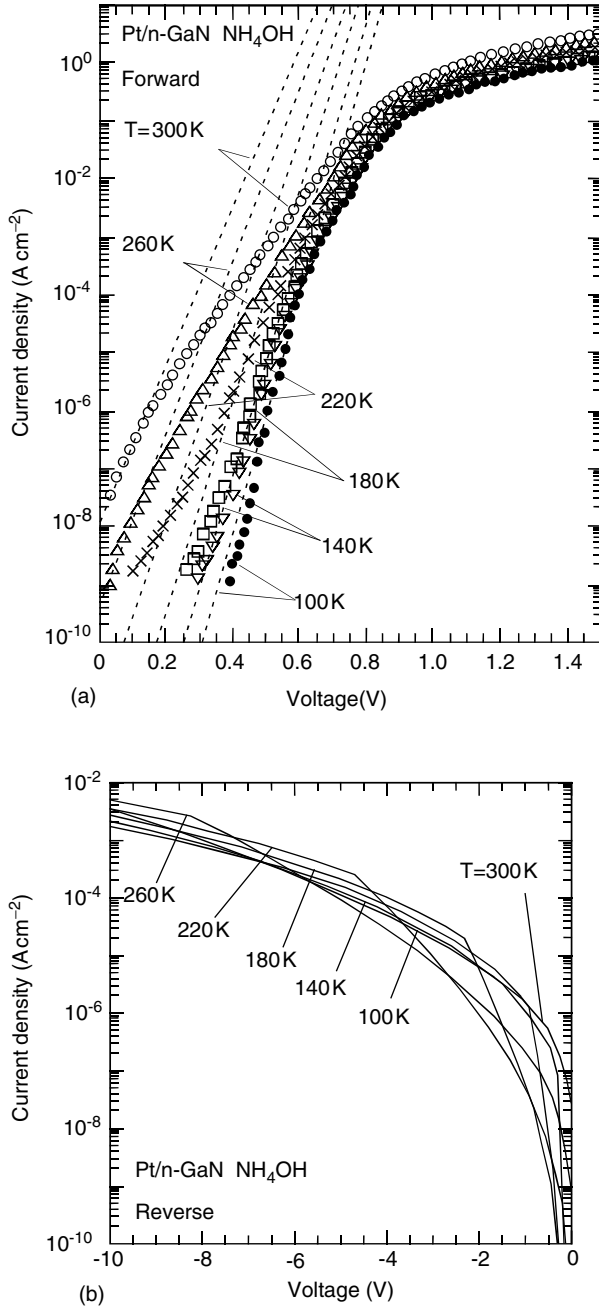 Pt/n-GaN NH₄OH
Forward
T=300K
260K
220K
180K
140K
100K
10⁰
10⁻²
10⁻⁴
10⁻⁶
10⁻⁸
10⁻¹⁰
Current density (A cm⁻²)
0 0.2 0.4 0.6 0.8 1.0 1.2 1.4
Voltage(V)
(a)
10⁻²
10⁻⁴
10⁻⁶
10⁻⁸
10⁻¹⁰
Current density (Acm⁻²)
T=300K
260K
220K
180K
140K
100K
Pt/n-GaN NH₄OH
Reverse
-10 -8 -6 -4 -2 0
Voltage (V)
(b)